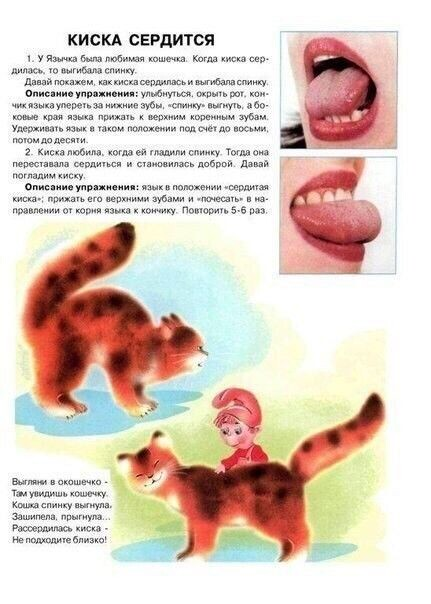 КИСКА СЕРДИТСЯ
1. У Язычка была любимая кошечка. Когда киска сер-
дилась, то выгибала спинку.
Давай покажем, как киска сердилась и выгибала спинку.
Описание упражнения: улыбнуться, окрыть рот, кон-
чик языка упереть за нижние зубы, «спинку» выгнуть, а бо-
ковые края языка прижать к верхним коренным зубам.
Удерживать язык в таком положении под счёт до восьми,
потом до десяти.
2. Киска любила, когда ей гладили спинку. Тогда она
переставала сердиться и становилась доброй. Давай
погладим киску.
Описание упражнения: язык в положении «сердитая
киска»; прижать его верхними зубами и «почесать» в на-
правлении от корня языка к кончику. Повторить 5-6 раз.
Выгляни в окошечко -
Там увидишь кошечку.
Кошка спинку выгнула,
Зашипела, прыгнула...
Рассердилась киска -
Не подходите близко!